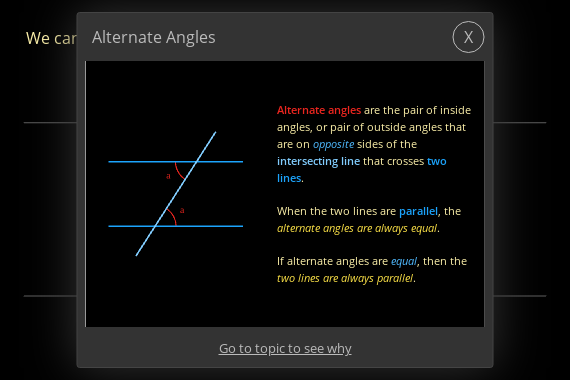 We can
Alternate Angles
X
Alternate angles are the pair of inside
angles, or pair of outside angles that
are on opposite sides of the
intersecting line that crosses two
lines.
a
a
When the two lines are parallel, the
alternate angles are always equal.
If alternate angles are equal, then the
two lines are always parallel.
Go to topic to see why